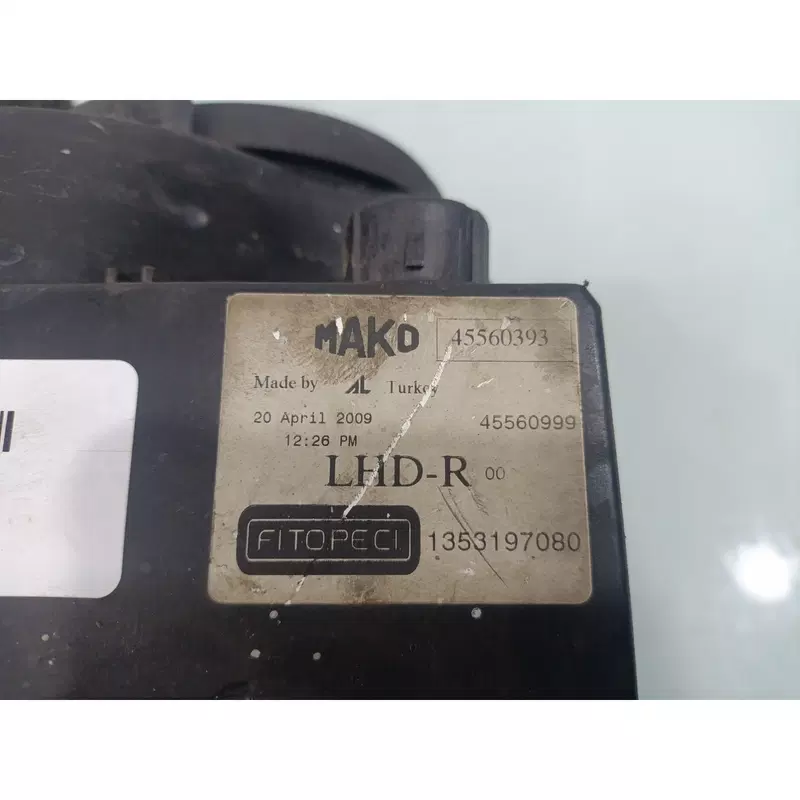 MAKO 45560393
Made by AL Turkey
20 April 2009 45560999
12:26 PM
LHD-R 00
FITOPECI 1353197080